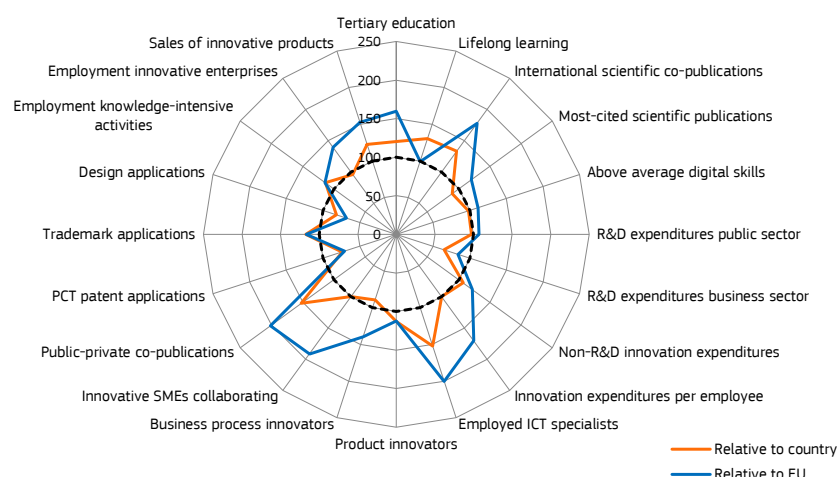 Tertiary education
250
Sales of innovative products
Lifelong learning
Employment innovative enterprises
200
International scientific co-publications
Employment knowledge-intensive
activities
150
Most-cited scientific publications
100
Design applications
Above average digital skills
50
Trademark applications
0
R&D expenditures public sector
PCT patent applications
R&D expenditures business sector
Public-private co-publications
Non-R&D innovation expenditures
Innovative SMEs collaborating
Innovation expenditures per employee
Business process innovators
Employed ICT specialists
Product innovators
Relative to country
Relative to EU